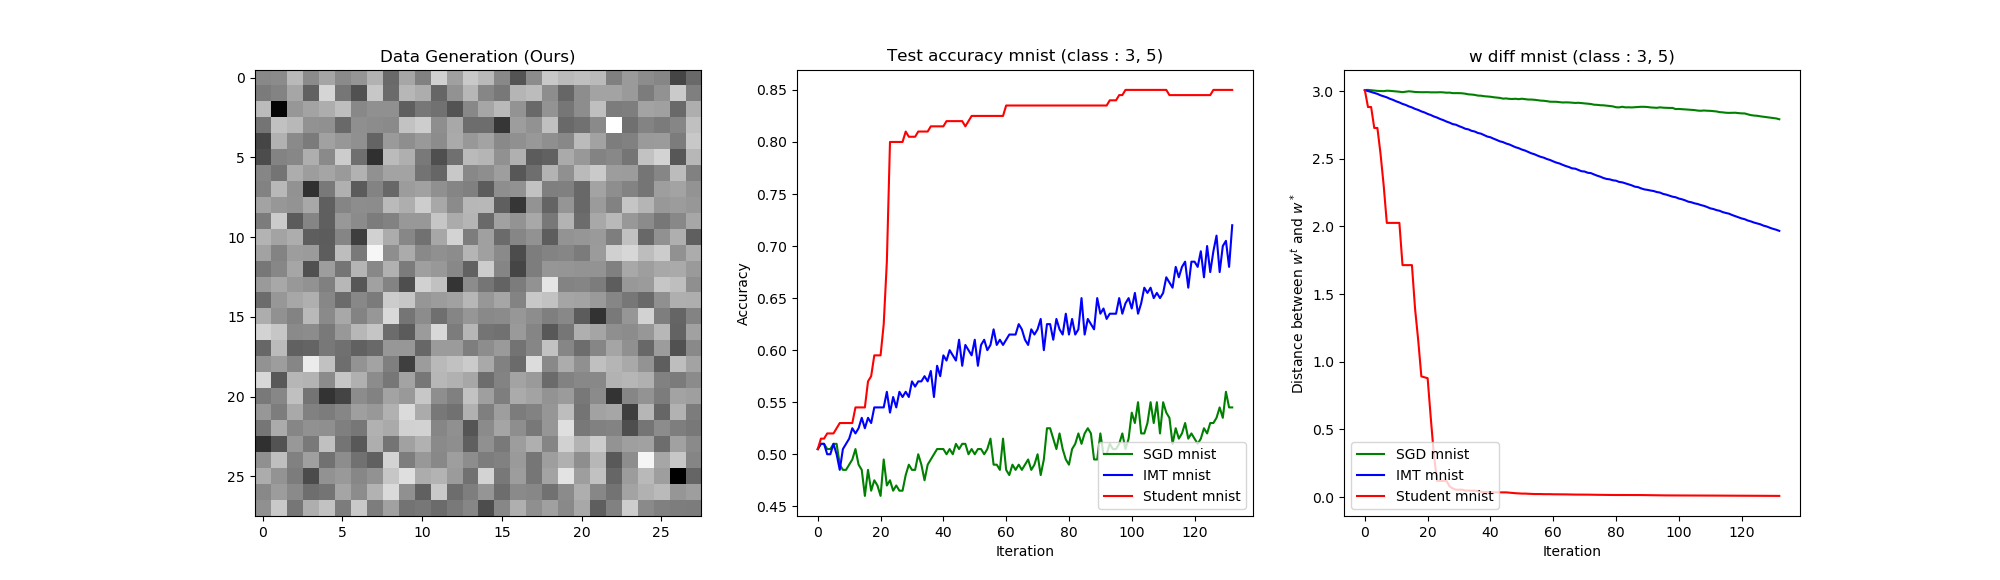 Data Generation (Ours)
0
5
10
15
20
25
0 5 10 15 20 25
Test accuracy mnist (class : 3, 5)
Accuracy
0.85
0.80
0.75
0.70
0.65
0.60
0.55
0.50
0.45
SGD mnist
IMT mnist
Student mnist
0 20 40 60 80 100 120
Iteration
w diff mnist (class : 3, 5)
Distance between w^t and w^*
3.0
2.5
2.0
1.5
1.0
0.5
0.0
SGD mnist
IMT mnist
Student mnist
0 20 40 60 80 100 120
Iteration